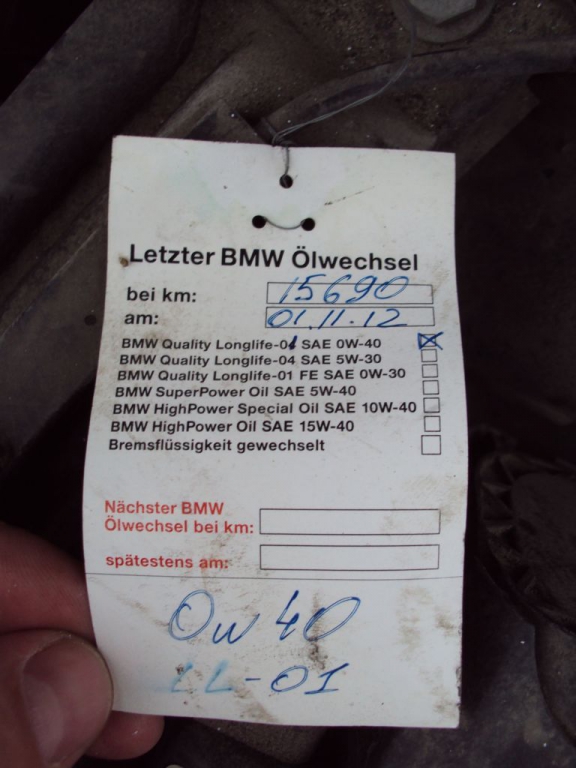 Letzter BMW Ölwechsel
bei km: 15690
am: 01.11.12
BMW Quality Longlife-01 SAE 0W-40
BMW Quality Longlife-04 SAE 5W-30
BMW Quality Longlife-01 FE SAE 0W-30
BMW SuperPower Oil SAE 5W-40
BMW HighPower Special Oil SAE 10W-40
BMW HighPower Oil SAE 15W-40
Bremsflüssigkeit gewechselt
Nächster BMW
Ölwechsel bei km:
spätestens am:
0w40
LL-01